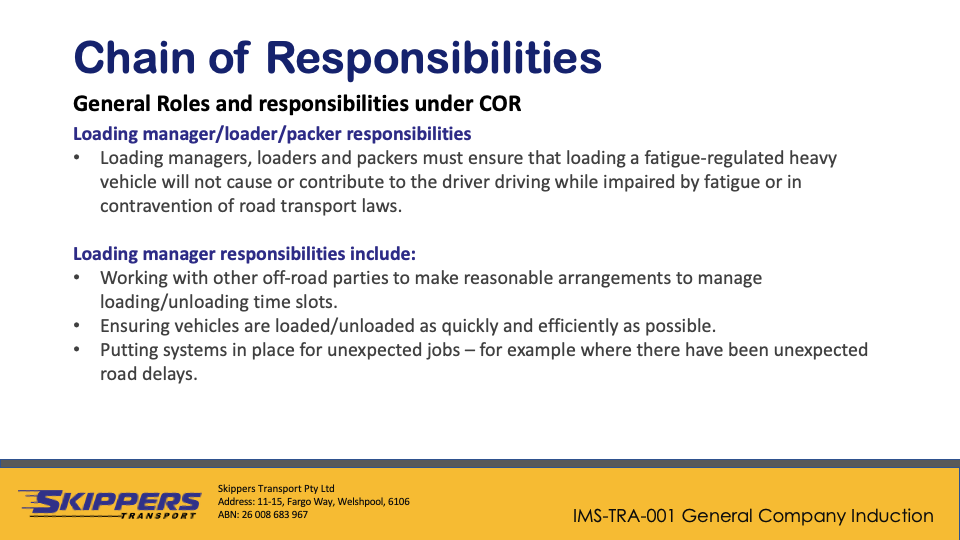 Chain of Responsibilities
General Roles and responsibilities under COR
Loading manager/loader/packer responsibilities
• Loading managers, loaders and packers must ensure that loading a fatigue-regulated heavy
vehicle will not cause or contribute to the driver driving while impaired by fatigue or in
contravention of road transport laws.
Loading manager responsibilities include:
• Working with other off-road parties to make reasonable arrangements to manage
loading/unloading time slots.
• Ensuring vehicles are loaded/unloaded as quickly and efficiently as possible.
• Putting systems in place for unexpected jobs – for example where there have been unexpected
road delays.
SKIPPERS
TRANSPORT
Skippers Transport Pty Ltd
Address: 11-15, Fargo Way, Welshpool, 6106
ABN: 26 008 683 967
IMS-TRA-001 General Company Induction